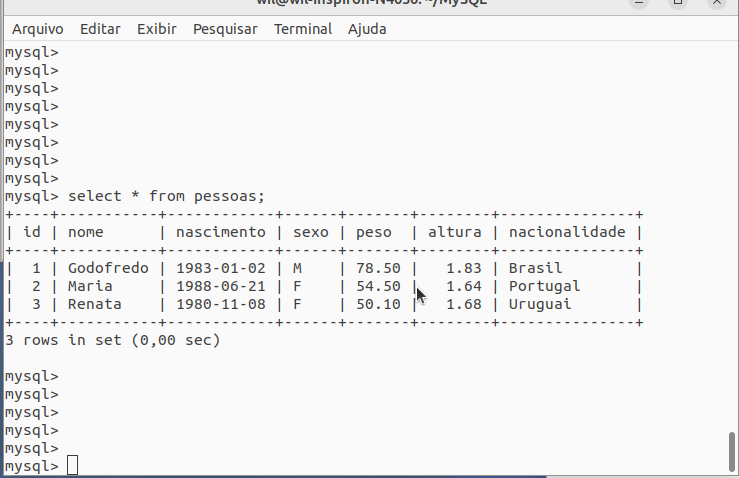 wil@wil-Inspiron-N4050: ~/MySQL
Arquivo Editar Exibir Pesquisar Terminal Ajuda
mysql>
mysql>
mysql>
mysql>
mysql>
mysql>
mysql>
mysql>
mysql> select * from pessoas;
+----+-----------+------------+------+-------+--------+---------------+
| id | nome      | nascimento | sexo | peso  | altura | nacionalidade |
+----+-----------+------------+------+-------+--------+---------------+
|  1 | Godofredo | 1983-01-02 | M    | 78.50 |   1.83 | Brasil        |
|  2 | Maria     | 1988-06-21 | F    | 54.50 |   1.64 | Portugal      |
|  3 | Renata    | 1980-11-08 | F    | 50.10 |   1.68 | Uruguai       |
+----+-----------+------------+------+-------+--------+---------------+
3 rows in set (0,00 sec)
mysql>
mysql>
mysql>
mysql>
mysql>
mysql>